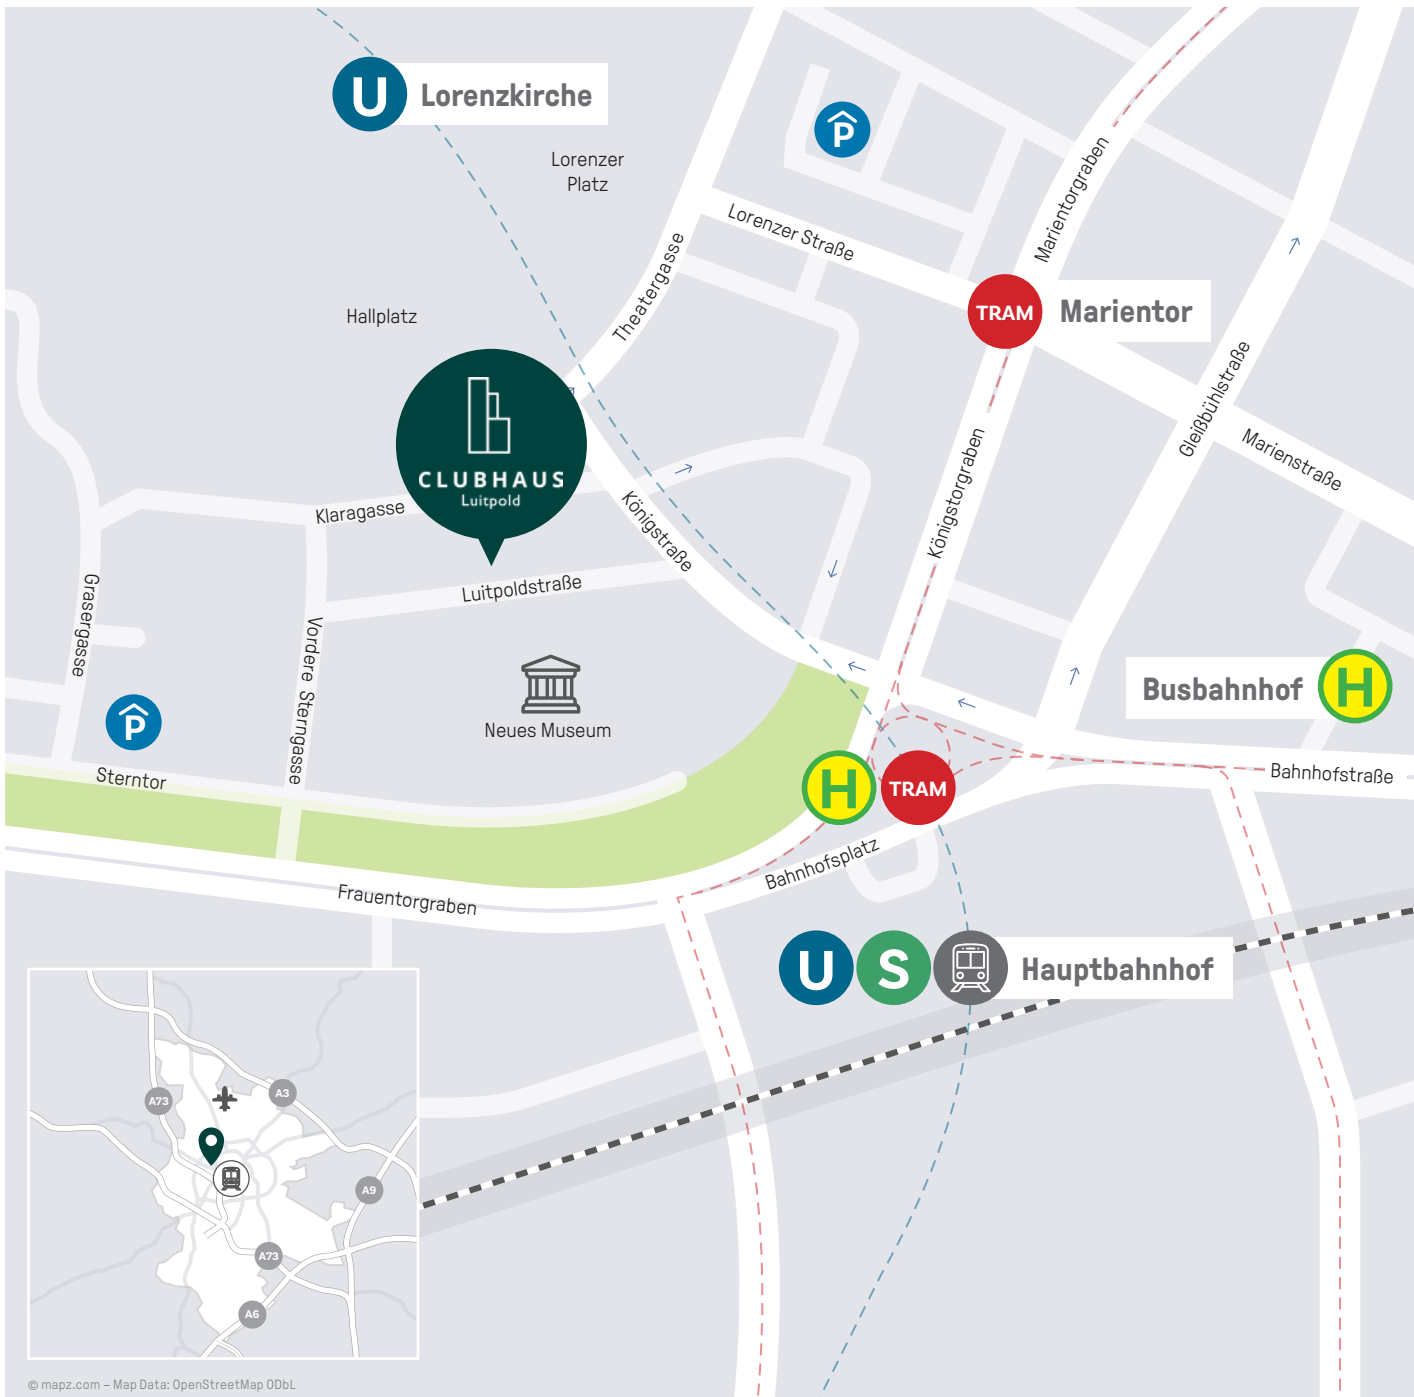 U Lorenzkirche
Lorenzer
Platz
P
Lorenzer Straße
Marientorgraben
Theatergasse
TRAM Marientor
Hallplatz
CLUBHAUS
Luitpold
Gleißbühlstraße
Marienstraße
Königstorgraben
Klaragasse
Königstraße
Luitpoldstraße
Grasergasse
Vordere Sterngasse
Busbahnhof H
P
Neues Museum
Sterntor
H TRAM
Bahnhofstraße
Bahnhofsplatz
Frauentorgraben
U S Hauptbahnhof
A3
A73
A9
A73
A6
© mapz.com – Map Data: OpenStreetMap ODbL